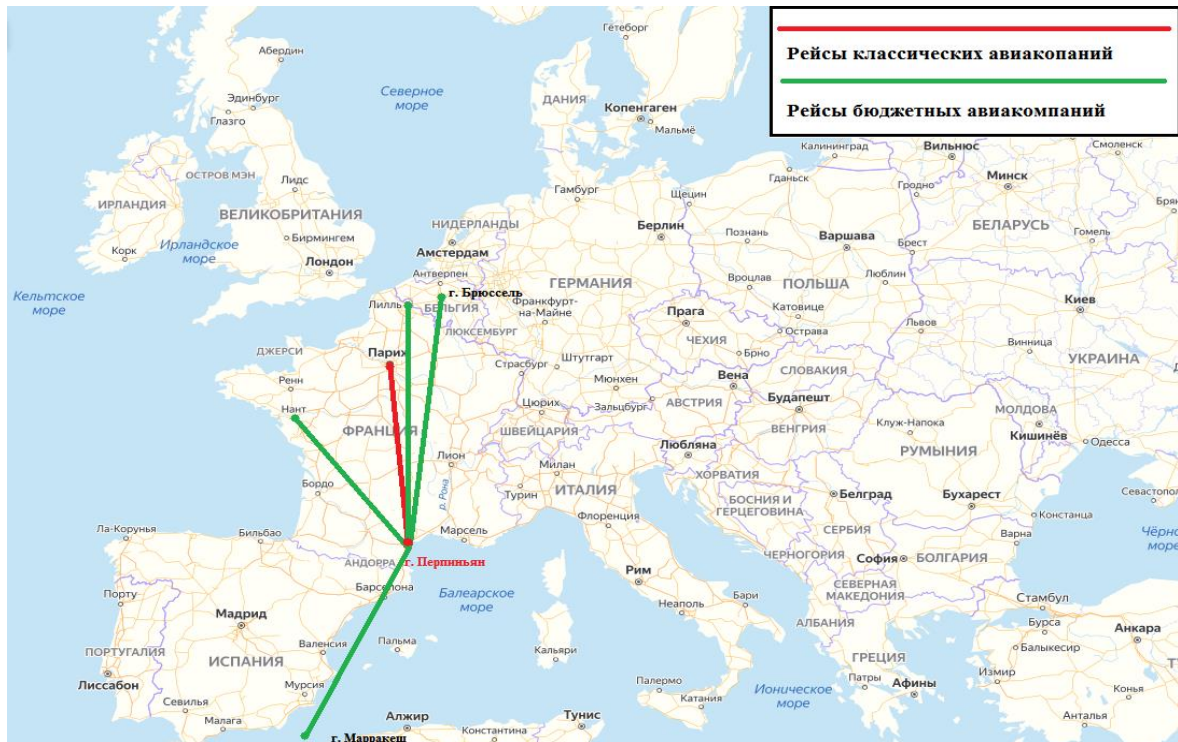 Гётеборг
Абердин
Северное
море
ДАНИЯ
Рейсы классических авиакопаний
Рейсы бюджетных авиакомпаний
Эдинбург
Глазго
Копенгаген
Мальмё
Калининград
Вильнюс
Смоленск
ОСТРОВ МЭН
Лидс
Гамбург
Щецин
Гданьск
Гродно
Минск
ИРЛАНДИЯ
ВЕЛИКОБРИТАНИЯ
НИДЕРЛАНДЫ
БЕЛАРУСЬ
Корк
Ирландское
море
Бирмингем
Берлин
Познань
Варшава
Брест
Гомель
Лондон
Амстердам
Антверпен
ГЕРМАНИЯ
Вроцлав
ПОЛЬША
Люблин
Кельтское
море
Лилль
БЕЛЬГИЯ
г. Брюссель
Франкфурт-
на-Майне
Прага
Катовице
Киев
ЛЮКСЕМБУРГ
ЧЕХИЯ
Острава
Львов
ДЖЕРСИ
Париж
Страсбург
Штутгарт
Брно
Винница
УКРАИНА
Ренн
Мюнхен
Вена
СЛОВАКИЯ
Нант
Цюрих
Зальцбург
АВСТРИЯ
Будапешт
МОЛДОВА
ФРАНЦИЯ
ШВЕЙЦАРИЯ
ВЕНГРИЯ
Клуж-Напока
Кишинёв
Одесса
Лион
Любляна
РУМЫНИЯ
Бордо
р. Рона
Милан
ХОРВАТИЯ
Турин
ИТАЛИЯ
БОСНИЯ И
ГЕРЦЕГОВИНА
Белград
Бухарест
Севастополь
Ла-Корунья
Бильбао
Марсель
Флоренция
СЕРБИЯ
Констанца
Варна
АНДОРРА
г. Перпиньян
ЧЕРНОГОРИЯ
София
БОЛГАРИЯ
Барселона
Рим
СЕВЕРНАЯ
МАКЕДОНИЯ
Порту
Мадрид
Балеарское
море
Неаполь
Бари
Стамбул
АЛБАНИЯ
Бурса
Анкара
Валенсия
Пальма
Кальяри
Балыкесир
ПОРТУГАЛИЯ
ИСПАНИЯ
ГРЕЦИЯ
Лиссабон
Мурсия
Палермо
Ионическое
море
Патры
Афины
Измир
Конья
Севилья
Катания
Малага
Алжир
Константина
Тунис
Анталья
г. Марракеш